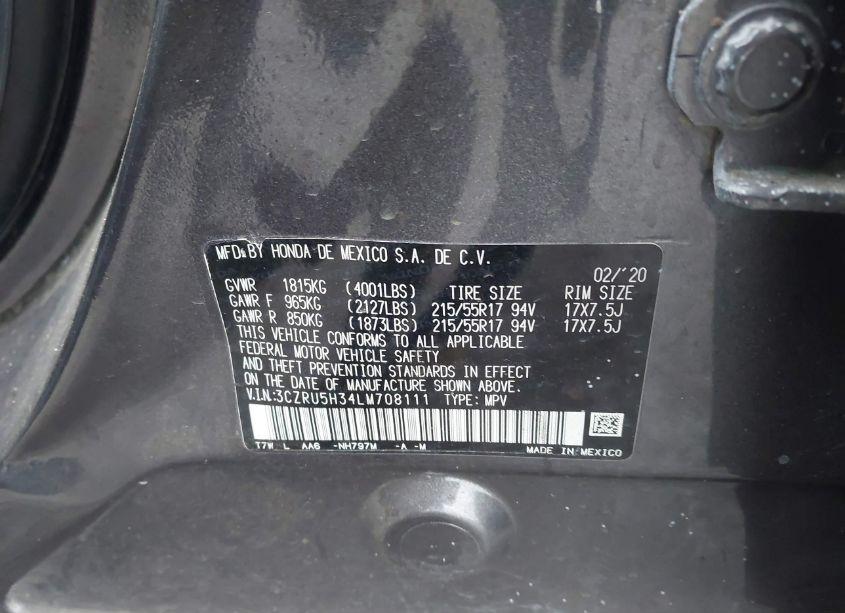 MFD. BY HONDA DE MEXICO S.A. DE C.V.
02/'20
GVWR 1815KG (4001LBS) TIRE SIZE RIM SIZE
GAWR F 965KG (2127LBS) 215/55R17 94V 17X7.5J
GAWR R 850KG (1873LBS) 215/55R17 94V 17X7.5J
THIS VEHICLE CONFORMS TO ALL APPLICABLE
FEDERAL MOTOR VEHICLE SAFETY
AND THEFT PREVENTION STANDARDS IN EFFECT
ON THE DATE OF MANUFACTURE SHOWN ABOVE.
V.I.N:3CZRU5H34LM708111 TYPE: MPV
T7W L AA6 -NH797M -A -M MADE IN MEXICO